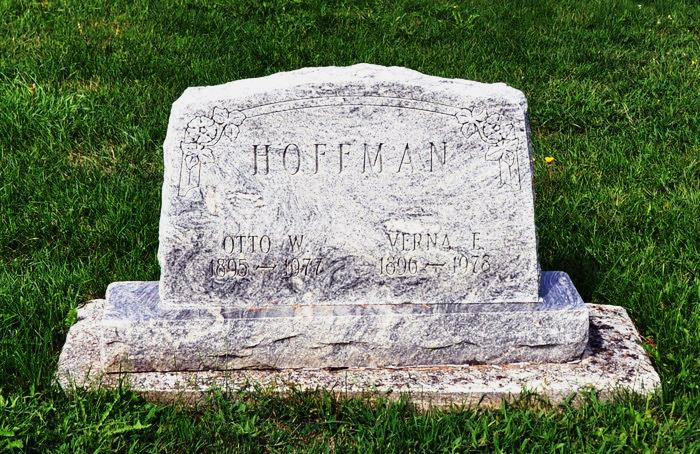 HOFFMAN
OTTO W. VERNA E.
1895 — 1977 1896 — 1978